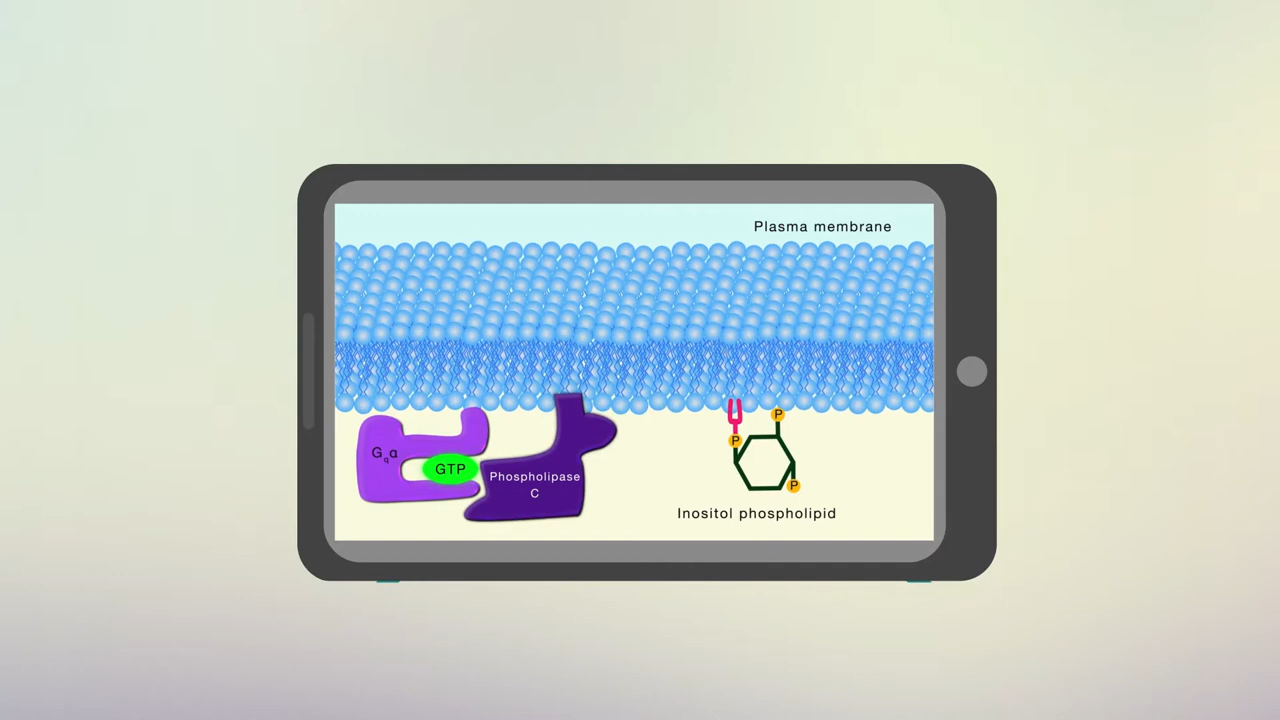 Plasma membrane
Gqα
GTP
Phospholipase
C
P
P
P
Inositol phospholipid